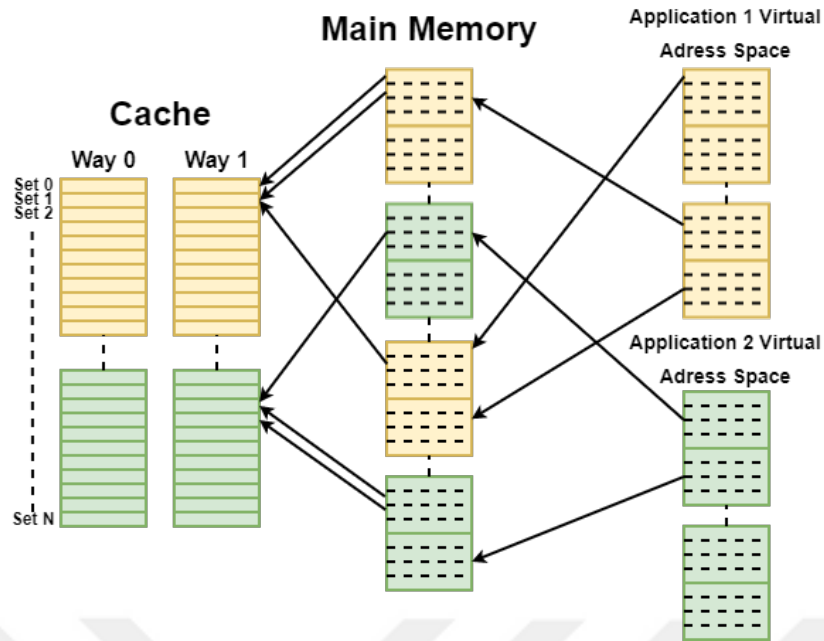 Main Memory
Application 1 Virtual
Adress Space
Cache
Way 0
Way 1
Set 0
Set 1
Set 2
Set N
Application 2 Virtual
Adress Space